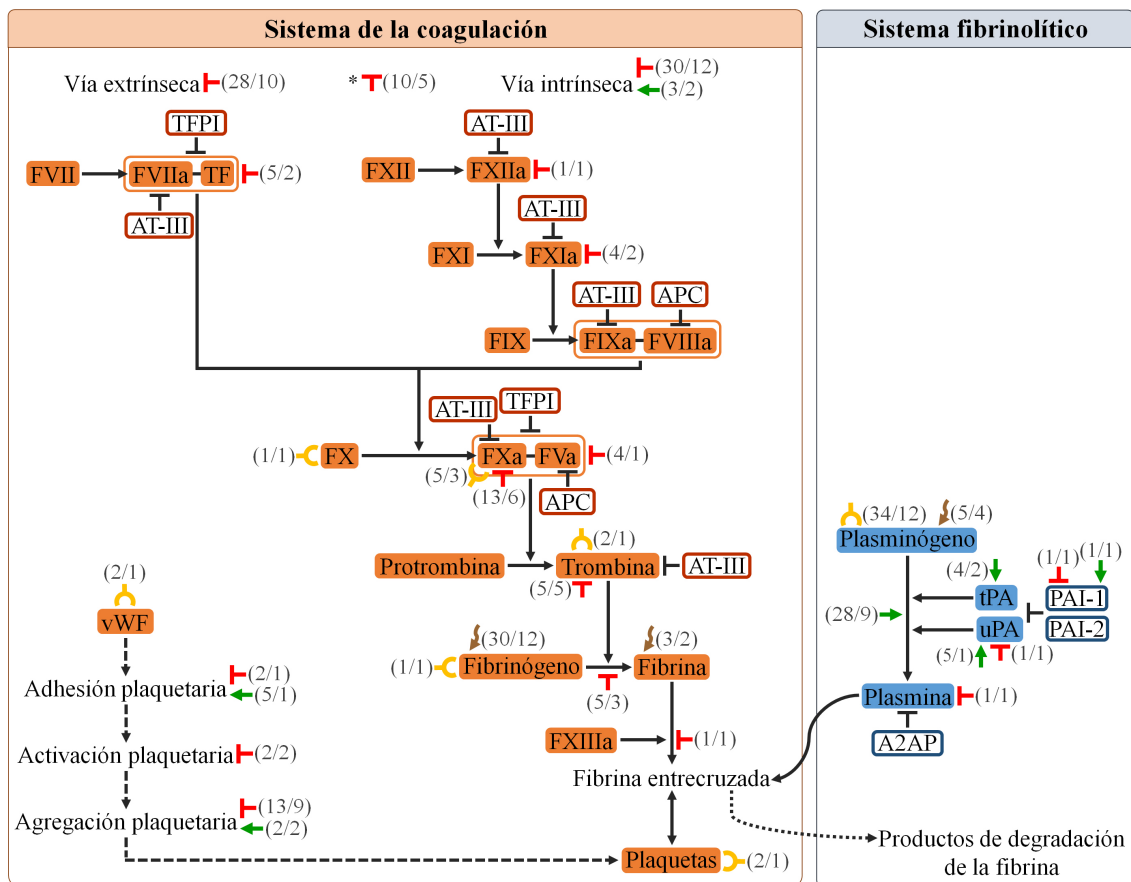 Sistema de la coagulación
Sistema fibrinolítico
Vía extrínseca (28/10)
* (10/5)
Vía intrínseca (30/12)
(3/2)
TFPI
AT-III
FVII
FVIIa TF (5/2)
FXII
FXIIa (1/1)
AT-III
AT-III
FXI
FXIa (4/2)
AT-III
APC
FIX
FIXa FVIIIa
AT-III
TFPI
(1/1) FX
FXa FVa (4/1)
(5/3)
(13/6)
APC
(34/12)
(5/4)
Plasminógeno
(2/1)
Protrombina
Trombina
AT-III
(5/5)
(4/2)
tPA
(1/1)
(1/1)
PAI-1
(28/9)
uPA
PAI-2
(5/1)
(1/1)
(2/1)
vWF
(30/12)
(3/2)
(1/1) Fibrinógeno
Fibrina
(5/3)
Adhesión plaquetaria (2/1)
(5/1)
Plasmina (1/1)
A2AP
FXIIIa
(1/1)
Activación plaquetaria (2/2)
Fibrina entrecruzada
Agregación plaquetaria (13/9)
(2/2)
Plaquetas (2/1)
Productos de degradación
de la fibrina